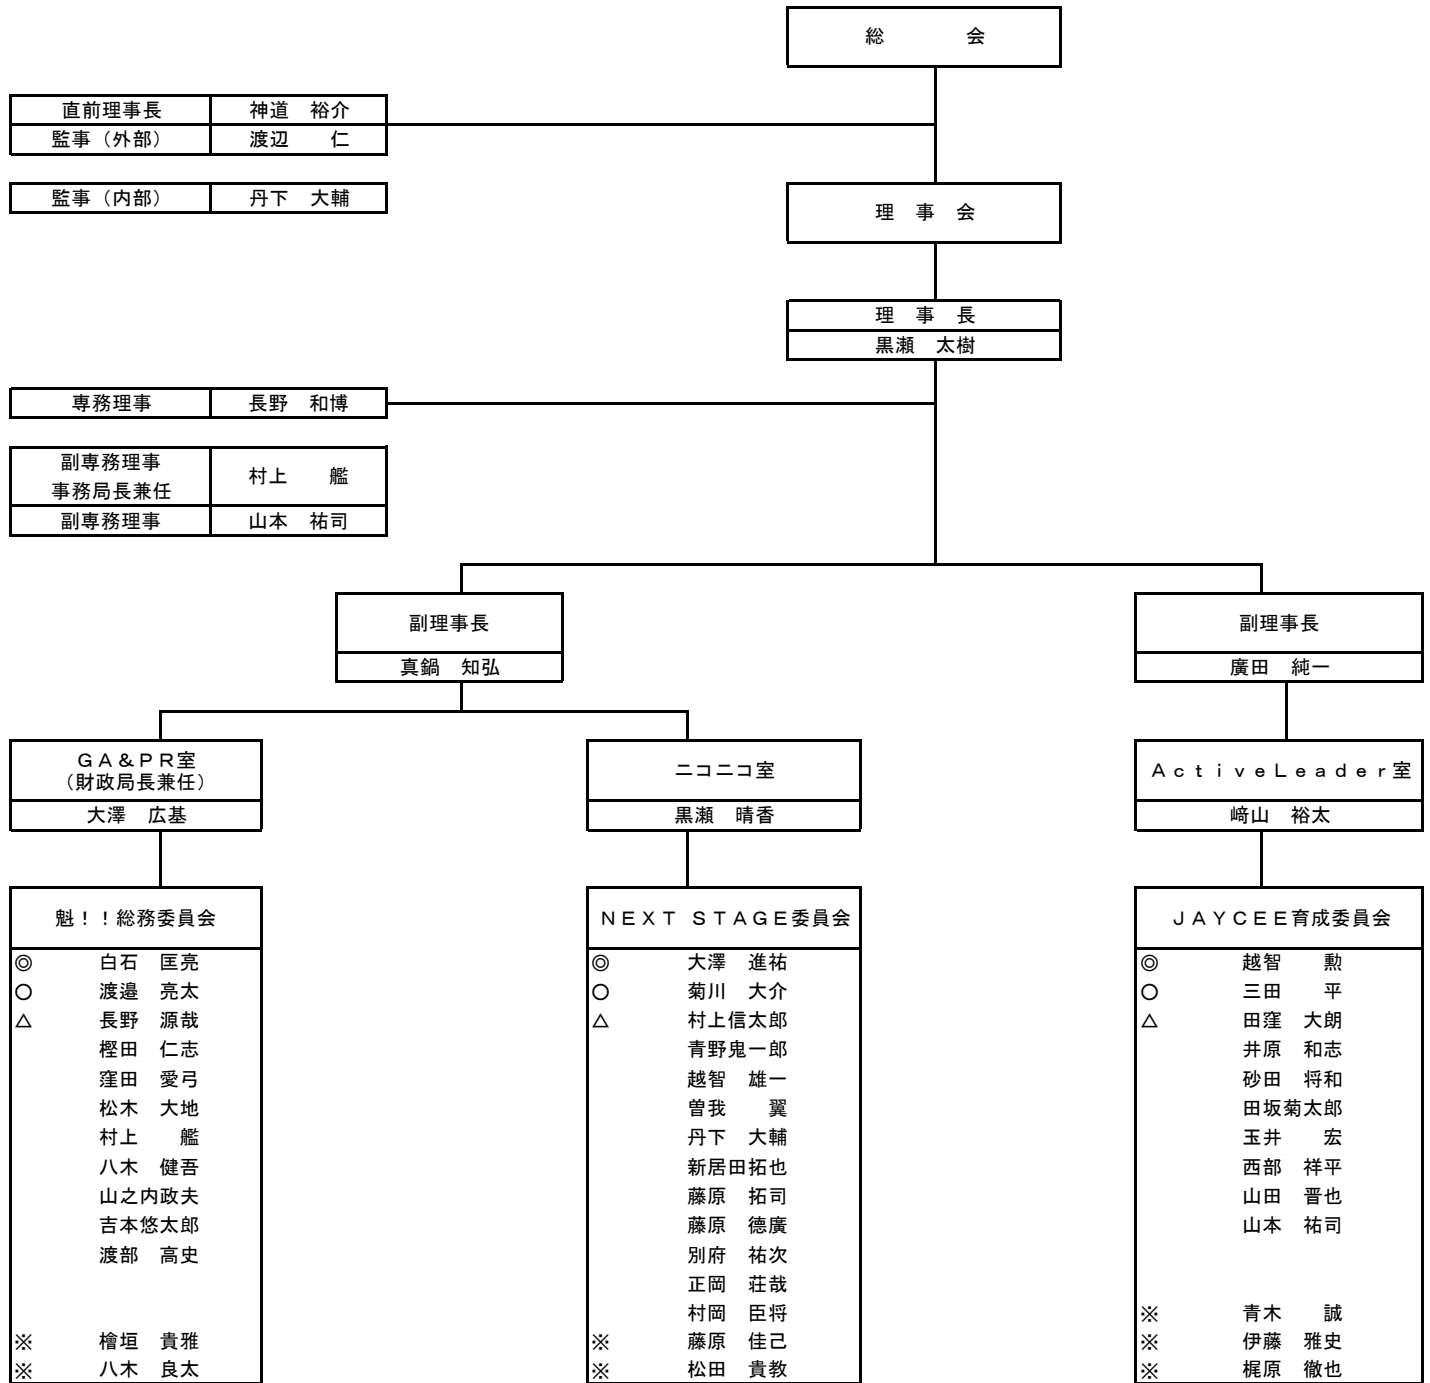 総　　　会
直前理事長　神道　裕介
監事（外部）　渡辺　　仁
監事（内部）　丹下　大輔
理　事　会
理　事　長
黒瀬　太樹
専務理事　長野　和博
副専務理事
事務局長兼任　村上　　艦
副専務理事　山本　祐司
副理事長
真鍋　知弘
副理事長
廣田　純一
ＧＡ＆ＰＲ室
（財政局長兼任）
大澤　広基
ニコニコ室
黒瀬　晴香
ＡｃｔｉｖｅＬｅａｄｅｒ室
﨑山　裕太
魁！！総務委員会
◎　白石　匡亮
○　渡邉　亮太
△　長野　源哉
樫田　仁志
窪田　愛弓
松木　大地
村上　　艦
八木　健吾
山之内政夫
吉本悠太郎
渡部　高史
※　檜垣　貴雅
※　八木　良太
ＮＥＸＴ　ＳＴＡＧＥ委員会
◎　大澤　進祐
○　菊川　大介
△　村上信太郎
青野鬼一郎
越智　雄一
曽我　　翼
丹下　大輔
新居田拓也
藤原　拓司
藤原　德廣
別府　祐次
正岡　荘哉
村岡　臣将
※　藤原　佳己
※　松田　貴教
ＪＡＹＣＥＥ育成委員会
◎　越智　　勲
○　三田　　平
△　田窪　大朗
井原　和志
砂田　将和
田坂菊太郎
玉井　　宏
西部　祥平
山田　晋也
山本　祐司
※　青木　　誠
※　伊藤　雅史
※　梶原　徹也